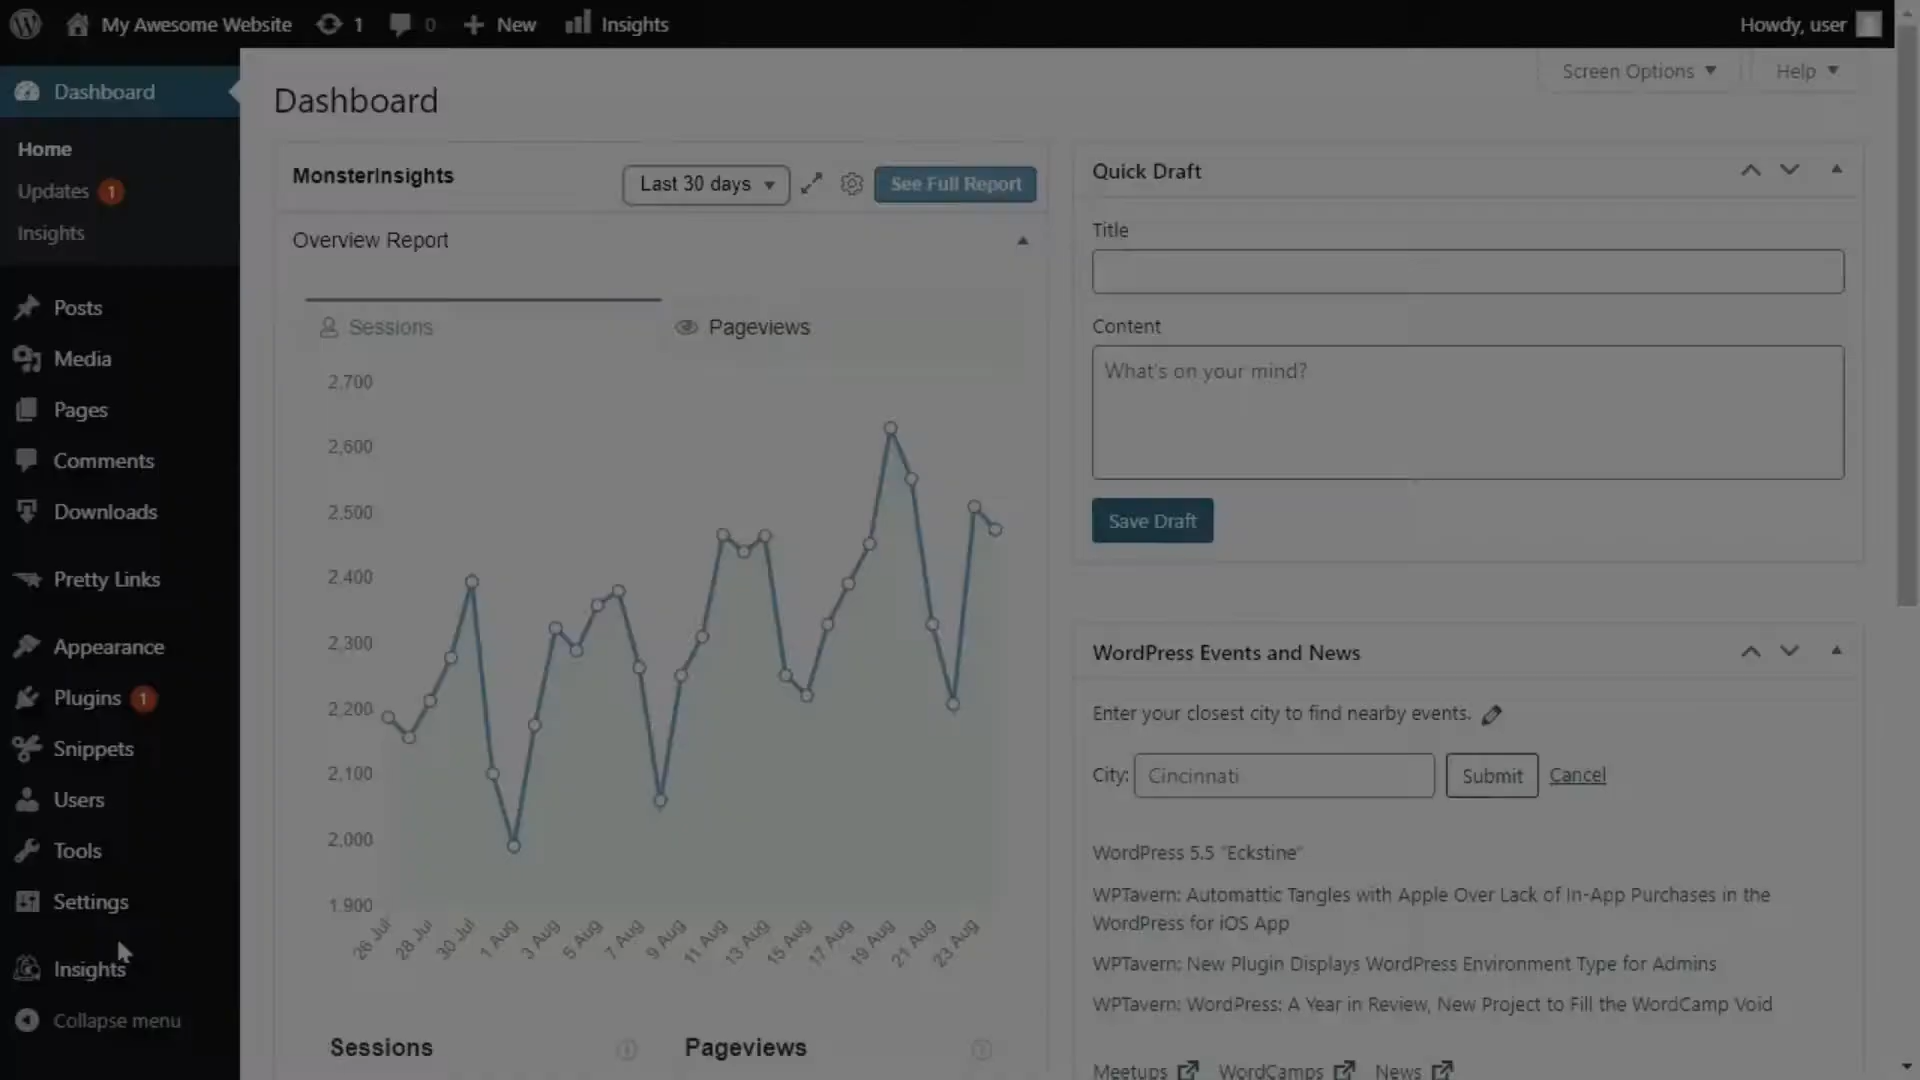 My Awesome Website 1 0 New Insights Howdy, user
Dashboard
Home
Updates 1
Insights
Posts
Media
Pages
Comments
Downloads
Pretty Links
Appearance
Plugins 1
Snippets
Users
Tools
Settings
Insights
Collapse menu
Screen Options Help
Dashboard
MonsterInsights Last 30 days See Full Report
Overview Report
Sessions Pageviews
2,700
2,600
2,500
2,400
2,300
2,200
2,100
2,000
1,900
26 Jul 28 Jul 30 Jul 1 Aug 3 Aug 5 Aug 7 Aug 9 Aug 11 Aug 13 Aug 15 Aug 17 Aug 19 Aug 21 Aug 23 Aug
Sessions Pageviews
Quick Draft
Title
Content
What's on your mind?
Save Draft
WordPress Events and News
Enter your closest city to find nearby events.
City: Cincinnati Submit Cancel
WordPress 5.5 "Eckstine"
WPTavern: Automattic Tangles with Apple Over Lack of In-App Purchases in the
WordPress for iOS App
WPTavern: New Plugin Displays WordPress Environment Type for Admins
WPTavern: WordPress: A Year in Review, New Project to Fill the WordCamp Void
Meetups WordCamps News